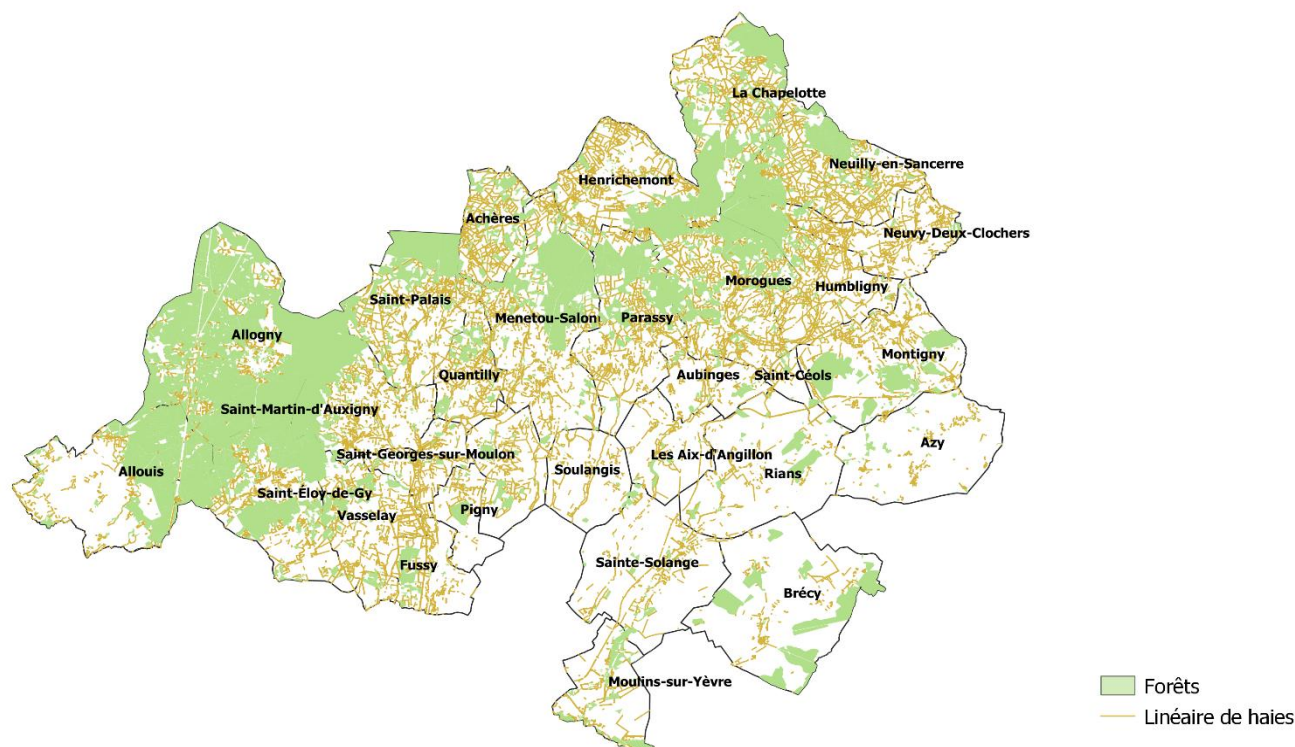 La Chapelotte
Neuilly-en-Sancerre
Henrichemont
Achères
Neuvy-Deux-Clochers
Morogues
Humbligny
Saint-Palais
Menetou-Salon
Parassy
Allogny
Montigny
Quantilly
Aubinges
Saint-Céols
Saint-Martin-d'Auxigny
Azy
Saint-Georges-sur-Moulon
Les Aix-d'Angillon
Soulangis
Rians
Allouis
Saint-Éloy-de-Gy
Pigny
Vasselay
Fussy
Sainte-Solange
Brécy
Moulins-sur-Yèvre
Forêts
Linéaire de haies